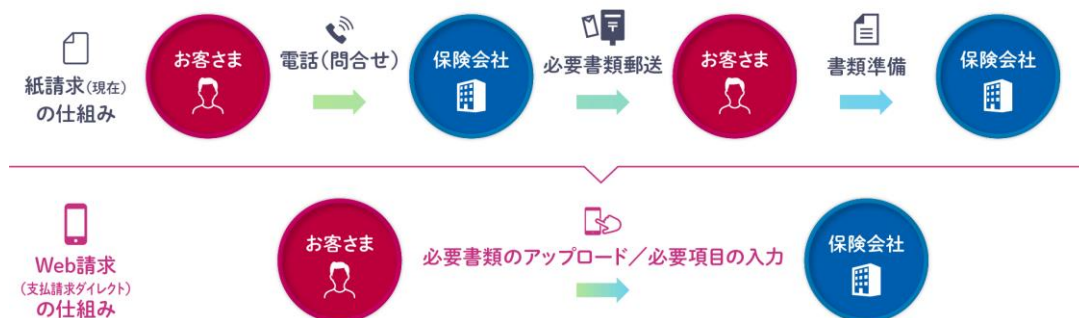 紙請求(現在)
の仕組み
お客さま
電話(問合せ)
保険会社
必要書類郵送
お客さま
書類準備
保険会社
Web請求
(支払請求ダイレクト)
の仕組み
お客さま
必要書類のアップロード/必要項目の入力
保険会社